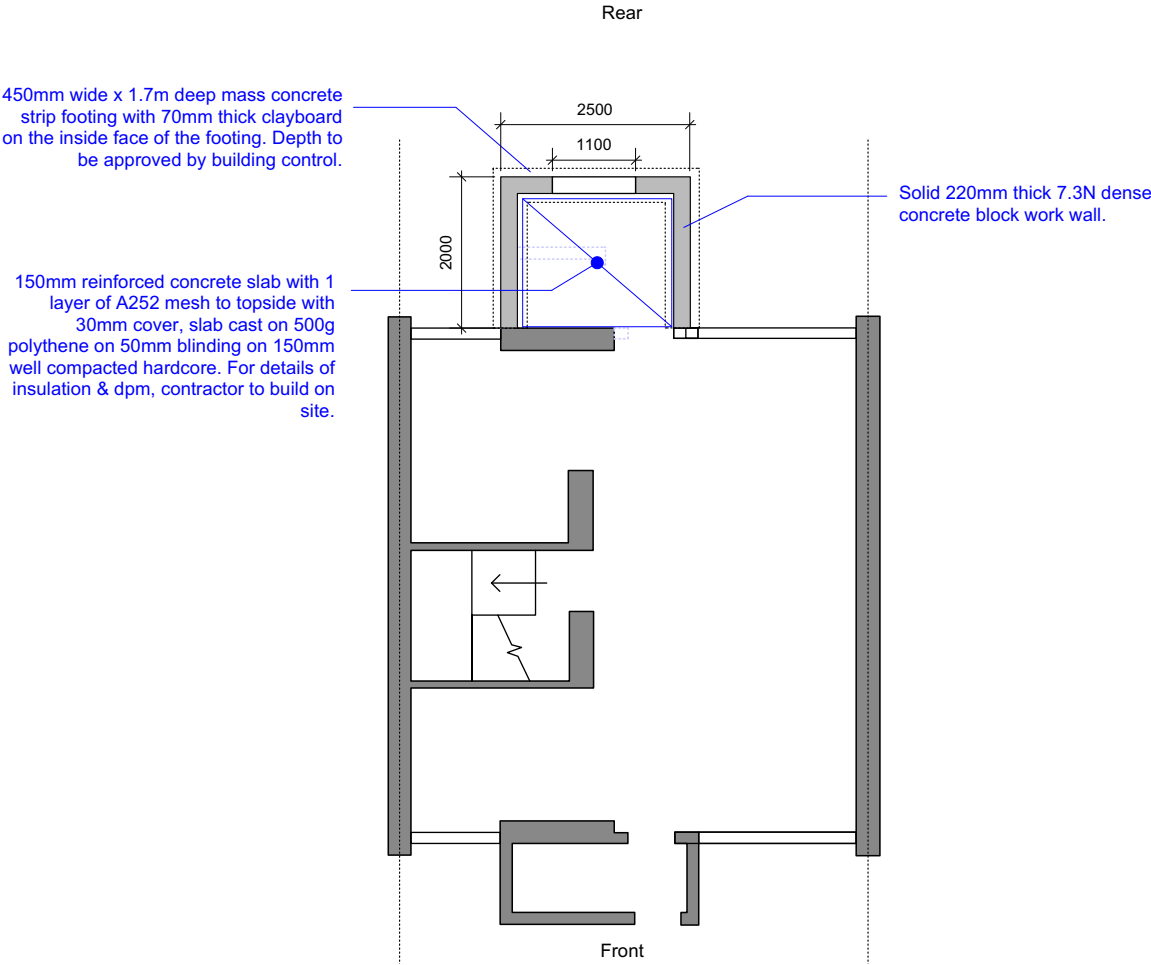 Rear
450mm wide x 1.7m deep mass concrete
strip footing with 70mm thick clayboard
on the inside face of the footing. Depth to
be approved by building control.
2500
1100
Solid 220mm thick 7.3N dense
concrete block work wall.
2000
150mm reinforced concrete slab with 1
layer of A252 mesh to topside with
30mm cover, slab cast on 500g
polythene on 50mm blinding on 150mm
well compacted hardcore. For details of
insulation & dpm, contractor to build on
site.
Front